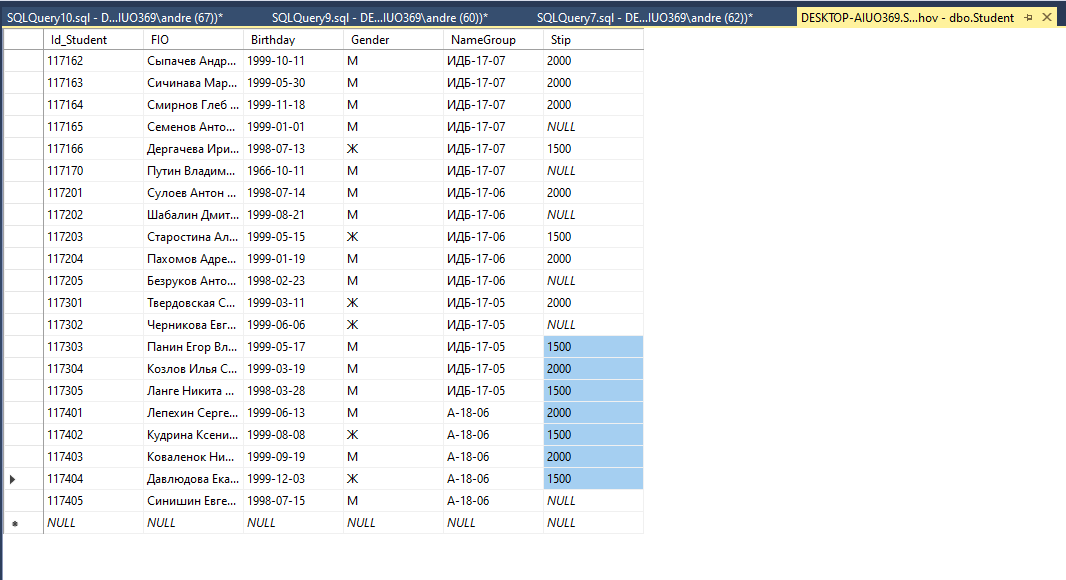 SQLQuery10.sql - D...IUO369\andre (67))* SQLQuery9.sql - DE...IUO369\andre (60))* SQLQuery7.sql - DE...IUO369\andre (62))* DESKTOP-AIUO369.S...hov - dbo.Student
Id_Student FIO Birthday Gender NameGroup Stip
117162 Сыпачев Андр... 1999-10-11 М ИДБ-17-07 2000
117163 Сичинава Мар... 1999-05-30 М ИДБ-17-07 2000
117164 Смирнов Глеб ... 1999-11-18 М ИДБ-17-07 2000
117165 Семенов Анто... 1999-01-01 М ИДБ-17-07 NULL
117166 Дергачева Ири... 1998-07-13 Ж ИДБ-17-07 1500
117170 Путин Владим... 1966-10-11 М ИДБ-17-07 NULL
117201 Сулоев Антон ... 1998-07-14 М ИДБ-17-06 2000
117202 Шабалин Дмит... 1999-08-21 М ИДБ-17-06 NULL
117203 Старостина Ал... 1999-05-15 Ж ИДБ-17-06 1500
117204 Пахомов Адре... 1999-01-19 М ИДБ-17-06 2000
117205 Безруков Анто... 1998-02-23 М ИДБ-17-06 NULL
117301 Твердовская С... 1999-03-11 Ж ИДБ-17-05 2000
117302 Черникова Евг... 1999-06-06 Ж ИДБ-17-05 NULL
117303 Панин Егор Вл... 1999-05-17 М ИДБ-17-05 1500
117304 Козлов Илья С... 1999-03-19 М ИДБ-17-05 2000
117305 Ланге Никита ... 1998-03-28 М ИДБ-17-05 1500
117401 Лепехин Серге... 1999-06-13 М А-18-06 2000
117402 Кудрина Ксени... 1999-08-08 Ж А-18-06 1500
117403 Коваленок Ни... 1999-09-19 М А-18-06 2000
117404 Давлюдова Ека... 1999-12-03 Ж А-18-06 1500
117405 Синишин Евге... 1998-07-15 М А-18-06 NULL
NULL NULL NULL NULL NULL NULL